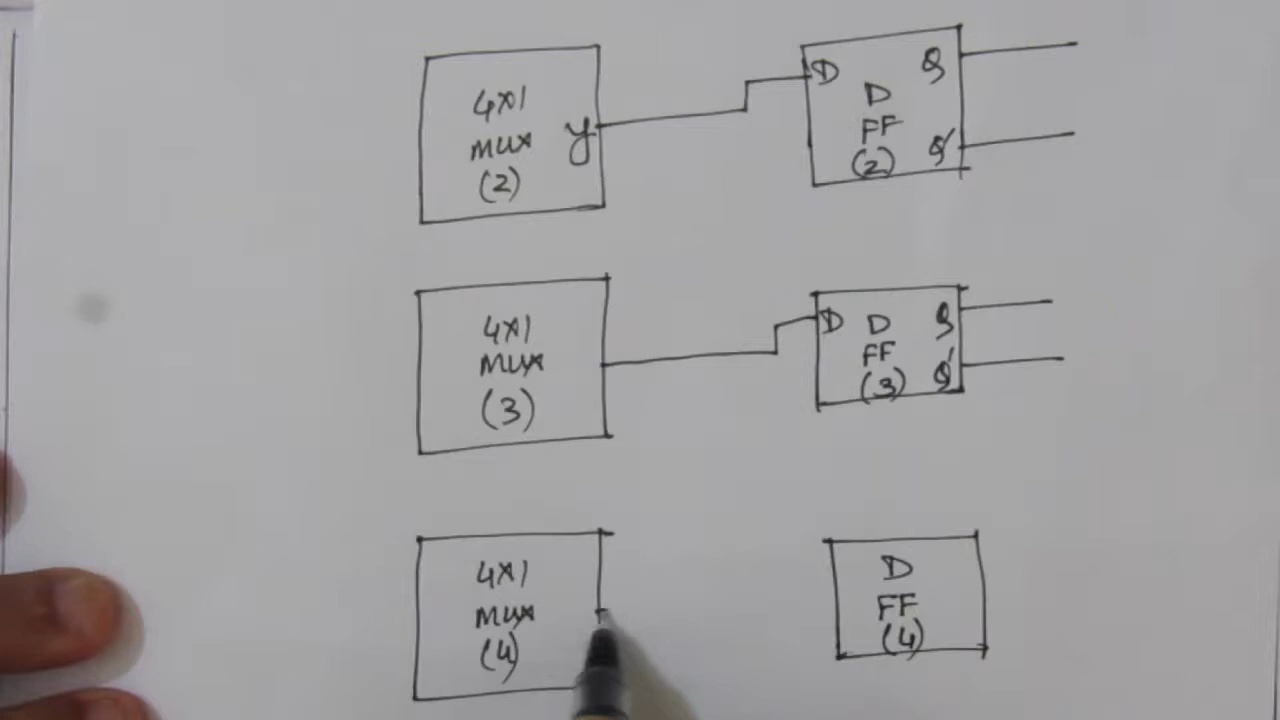 4x1
MUX
(2)
y
D
D
FF
(2)
Q
Q'
4x1
MUX
(3)
D
D
FF
(3)
Q
Q'
4x1
MUX
(4)
D
FF
(4)